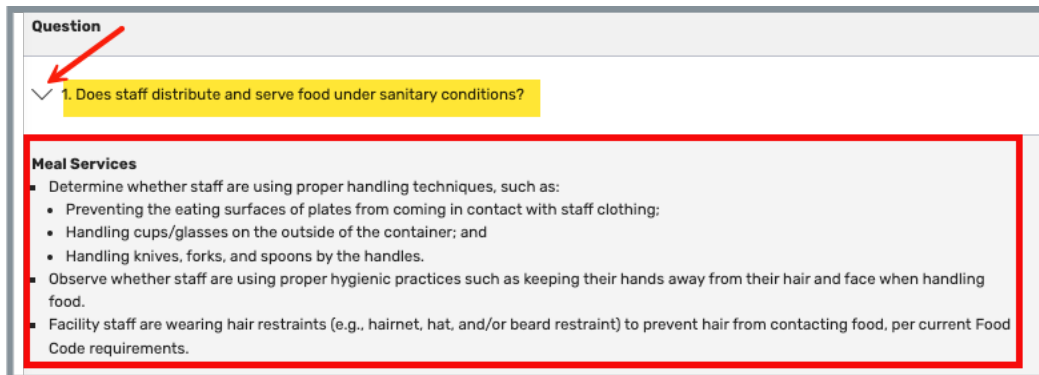 Question
1. Does staff distribute and serve food under sanitary conditions?
Meal Services
▪ Determine whether staff are using proper handling techniques, such as:
• Preventing the eating surfaces of plates from coming in contact with staff clothing;
• Handling cups/glasses on the outside of the container; and
• Handling knives, forks, and spoons by the handles.
▪ Observe whether staff are using proper hygienic practices such as keeping their hands away from their hair and face when handling
food.
▪ Facility staff are wearing hair restraints (e.g., hairnet, hat, and/or beard restraint) to prevent hair from contacting food, per current Food
Code requirements.